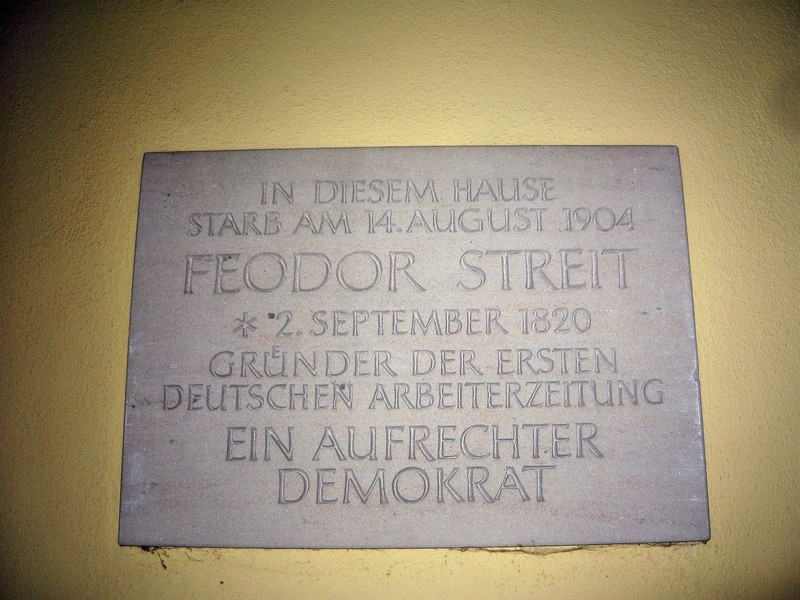 IN DIESEM HAUSE
STARB AM 14. AUGUST 1904
FEODOR STREIT
* 2. SEPTEMBER 1820
GRÜNDER DER ERSTEN
DEUTSCHEN ARBEITERZEITUNG
EIN AUFRECHTER
DEMOKRAT